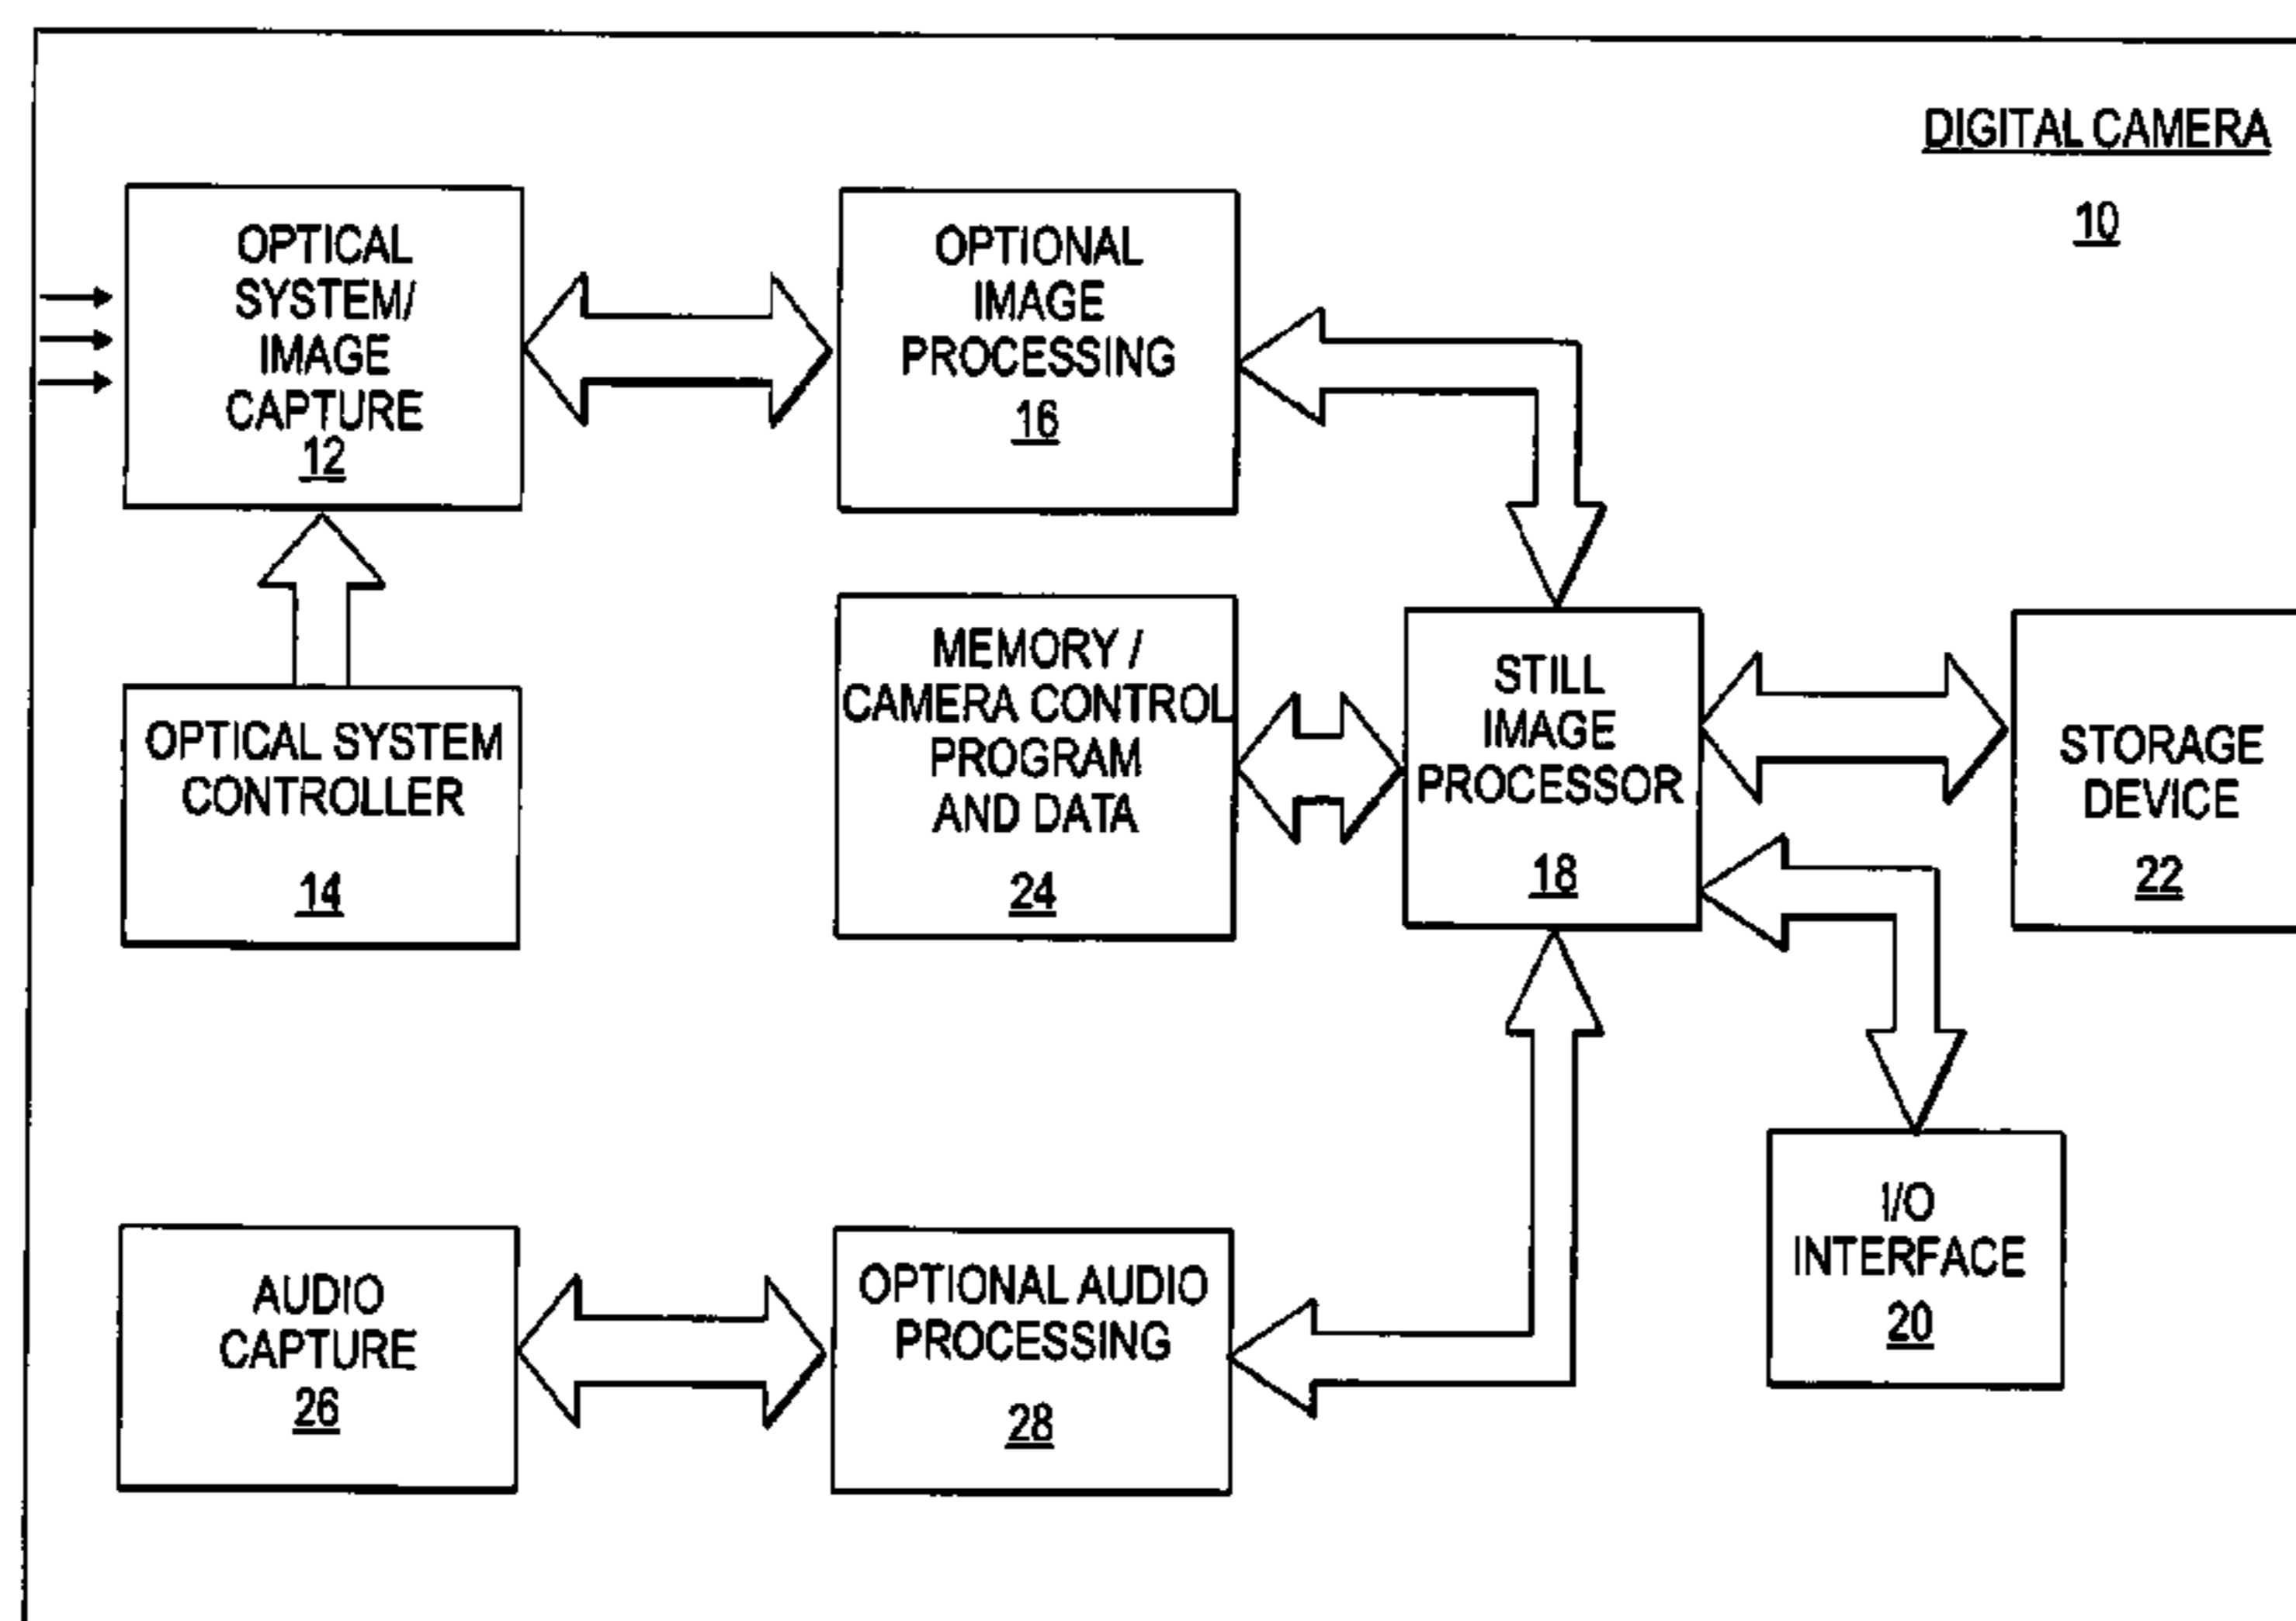 DIGITAL CAMERA
10
OPTICAL
SYSTEM/
IMAGE
CAPTURE
12
OPTIONAL
IMAGE
PROCESSING
16
OPTICAL SYSTEM
CONTROLLER
14
MEMORY /
CAMERA CONTROL
PROGRAM
AND DATA
24
STILL
IMAGE
PROCESSOR
18
STORAGE
DEVICE
22
AUDIO
CAPTURE
26
OPTIONAL AUDIO
PROCESSING
28
I/O
INTERFACE
20